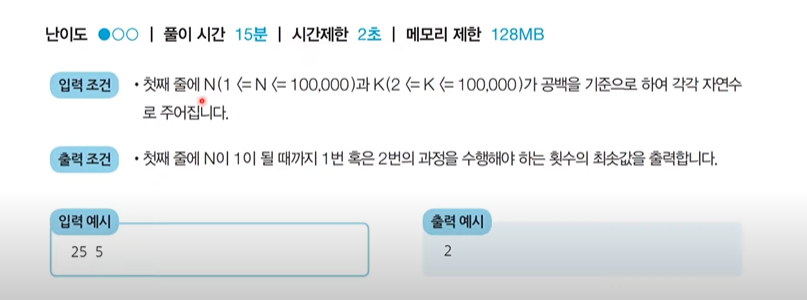 난이도 ●○○ | 풀이 시간 15분 | 시간제한 2초 | 메모리 제한 128MB
입력 조건 • 첫째 줄에 N(1 <= N <= 100,000)과 K(2 <= K <= 100,000)가 공백을 기준으로 하여 각각 자연수
로 주어집니다.
출력 조건 • 첫째 줄에 N이 1이 될 때까지 1번 혹은 2번의 과정을 수행해야 하는 횟수의 최솟값을 출력합니다.
입력 예시 출력 예시
25 5 2